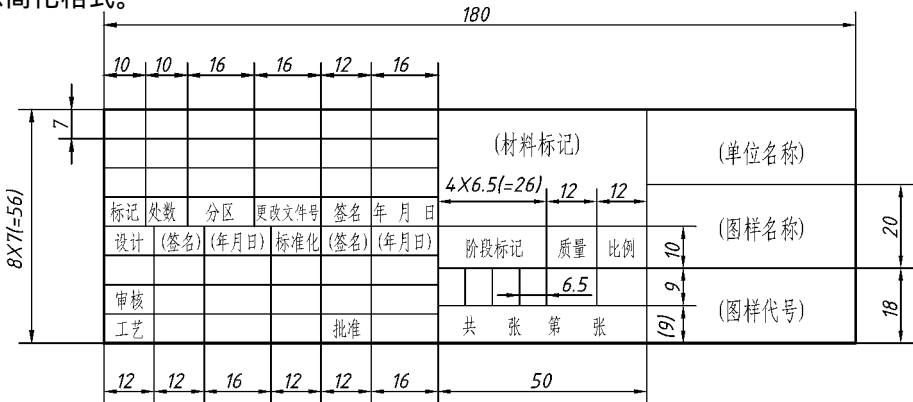 简化格式。
180
10 10 16 16 12 16
7
8X7(=56)
(材料标记)
(单位名称)
4X6.5(=26) 12 12
标记 处数 分区 更改文件号 签名 年 月 日
(图样名称)
20
设计 (签名) (年月日) 标准化 (签名) (年月日)
阶段标记 质量 比例
10
6.5
9
审核
(图样代号)
18
工艺 批准
共 张 第 张
(9)
12 12 16 12 12 16 50